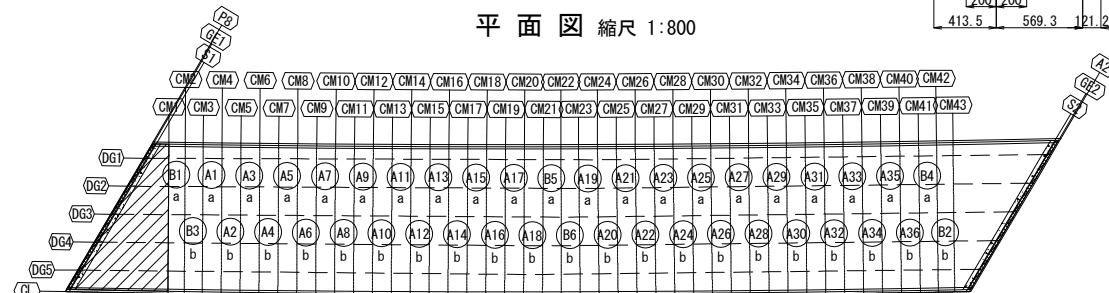 200 200
413.5 569.3 121.2
平面図 縮尺 1:800
P8
GE1
S1
A2
GE2
S2
CM2 CM4 CM6 CM8 CM10 CM12 CM14 CM16 CM18 CM20 CM22 CM24 CM26 CM28 CM30 CM32 CM34 CM36 CM38 CM40 CM42
CM1 CM3 CM5 CM7 CM9 CM11 CM13 CM15 CM17 CM19 CM21 CM23 CM25 CM27 CM29 CM31 CM33 CM35 CM37 CM39 CM41 CM43
DG1
DG2
DG3
DG4
DG5
CL
B1 A1 A3 A5 A7 A9 A11 A13 A15 A17 B5 A19 A21 A23 A25 A27 A29 A31 A33 A35 B4
a a a a a a a a a a a a a a a a a a a a a
B3 A2 A4 A6 A8 A10 A12 A14 A16 A18 B6 A20 A22 A24 A26 A28 A30 A32 A34 A36 B2
b b b b b b b b b b b b b b b b b b b b b